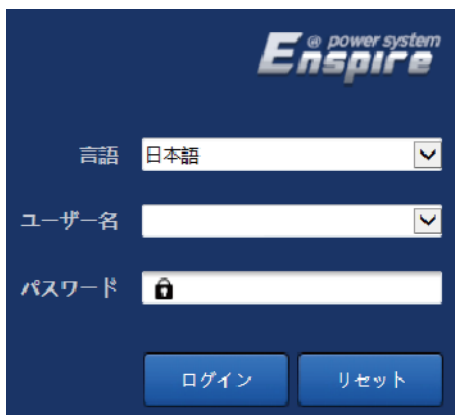 @ power system
Enspire
言語 日本語
ユーザー名
パスワード
ログイン リセット